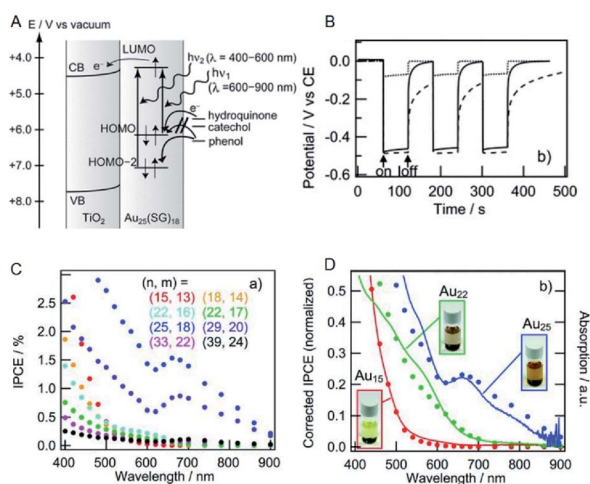 A
E / V vs vacuum
LUMO
e⁻
hν₂ (λ = 400–600 nm)
+4.0
CB
hν₁
(λ =600-900 nm)
+5.0
e⁻
hydroquinone
+6.0
HOMO
catechol
phenol
+7.0
HOMO−2
VB
+8.0
TiO₂
Au₂₅(SG)₁₈
B
Potential / V vs CE
0.0
-0.2
-0.4
-0.6
on
off
b)
0 100 200 300 400 500
Time / s
C
IPCE / %
2.5
2.0
1.5
1.0
0.5
0.0
(n, m) =
a)
(15, 13) (18, 14)
(22, 16) (22, 17)
(25, 18) (29, 20)
(33, 22) (39, 24)
400 500 600 700 800 900
Wavelength / nm
D
Corrected IPCE (normalized)
0.5
0.4
0.3
0.2
0.1
0.0
Au₂₂
b)
Au₂₅
Au₁₅
Absorption / a.u.
400 500 600 700 800 900
Wavelength / nm